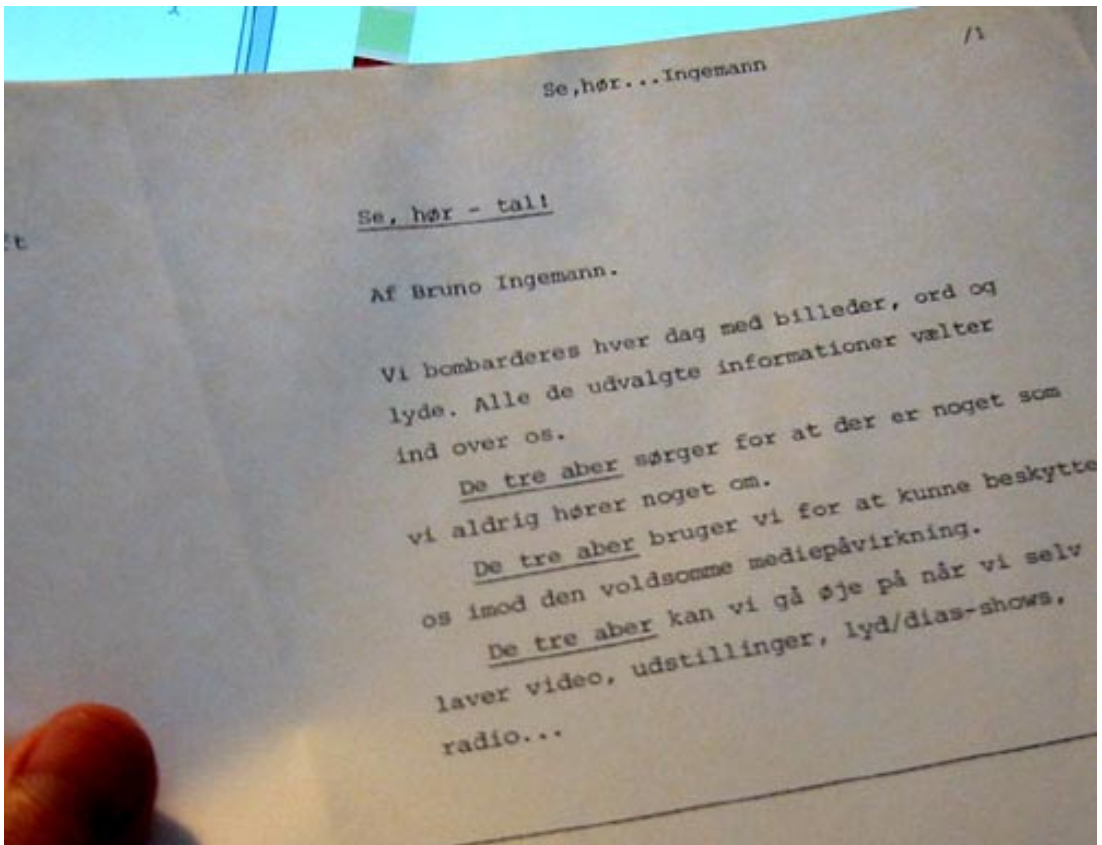 /1
Se,hør...Ingemann
Se, hør - tal!
Af Bruno Ingemann.
Vi bombarderes hver dag med billeder, ord og
lyde. Alle de udvalgte informationer vælter
ind over os.
De tre aber sørger for at der er noget som
vi aldrig hører noget om.
De tre aber bruger vi for at kunne beskytte
os imod den voldsomme mediepåvirkning.
De tre aber kan vi gå øje på når vi selv
laver video, udstillinger, lyd/dias-shows,
radio...